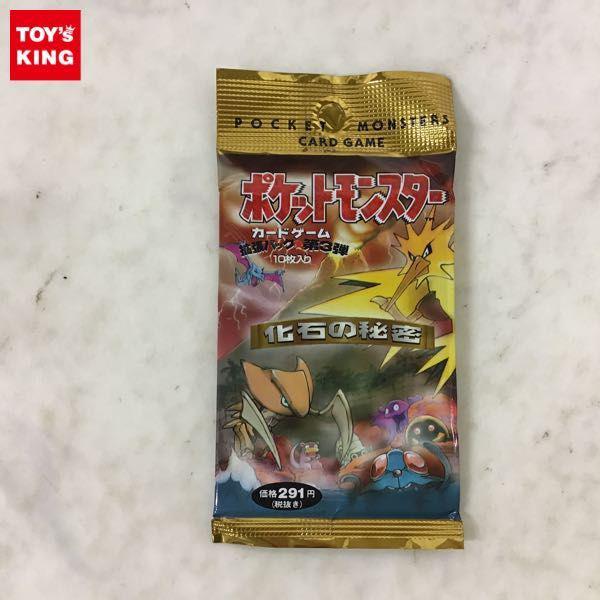 TOY'S
KING
POCKET MONSTERS
CARD GAME
ポケットモンスター
TM
カードゲーム
拡張パック 第3弾
10枚入り
化石の秘密
価格291円
(税抜き)